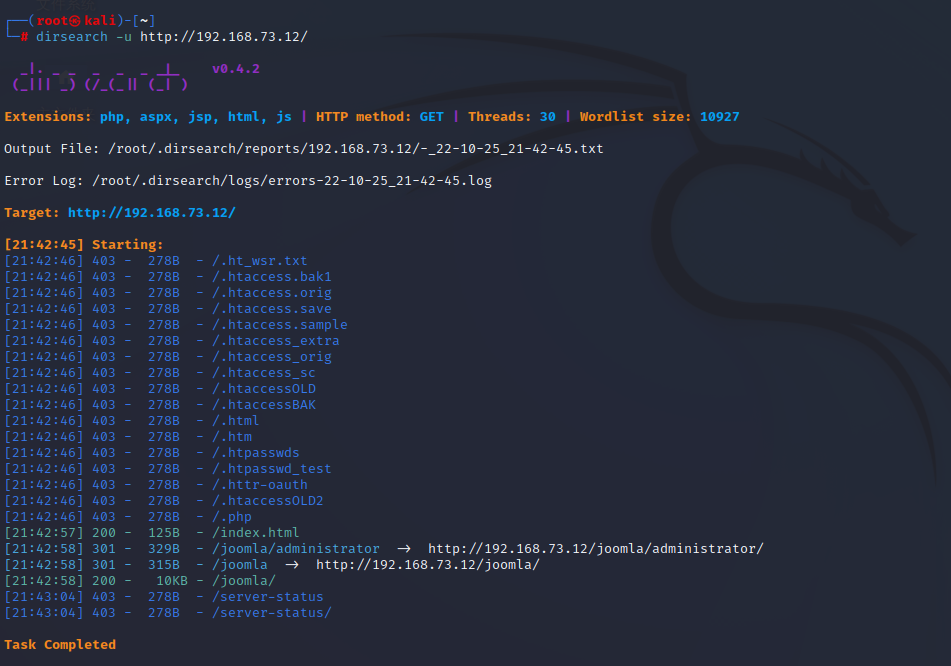 ┌──(root㉿kali)-[~]
└─# dirsearch -u http://192.168.73.12/
v0.4.2
Extensions: php, aspx, jsp, html, js | HTTP method: GET | Threads: 30 | Wordlist size: 10927
Output File: /root/.dirsearch/reports/192.168.73.12/-_22-10-25_21-42-45.txt
Error Log: /root/.dirsearch/logs/errors-22-10-25_21-42-45.log
Target: http://192.168.73.12/
[21:42:45] Starting:
[21:42:46] 403 -  278B  - /.ht_wsr.txt
[21:42:46] 403 -  278B  - /.htaccess.bak1
[21:42:46] 403 -  278B  - /.htaccess.orig
[21:42:46] 403 -  278B  - /.htaccess.save
[21:42:46] 403 -  278B  - /.htaccess.sample
[21:42:46] 403 -  278B  - /.htaccess_extra
[21:42:46] 403 -  278B  - /.htaccess_orig
[21:42:46] 403 -  278B  - /.htaccess_sc
[21:42:46] 403 -  278B  - /.htaccessOLD
[21:42:46] 403 -  278B  - /.htaccessBAK
[21:42:46] 403 -  278B  - /.html
[21:42:46] 403 -  278B  - /.htm
[21:42:46] 403 -  278B  - /.htpasswds
[21:42:46] 403 -  278B  - /.htpasswd_test
[21:42:46] 403 -  278B  - /.httr-oauth
[21:42:46] 403 -  278B  - /.htaccessOLD2
[21:42:46] 403 -  278B  - /.php
[21:42:57] 200 -  125B  - /index.html
[21:42:58] 301 -  329B  - /joomla/administrator  →  http://192.168.73.12/joomla/administrator/
[21:42:58] 301 -  315B  - /joomla  →  http://192.168.73.12/joomla/
[21:42:58] 200 -   10KB - /joomla/
[21:43:04] 403 -  278B  - /server-status
[21:43:04] 403 -  278B  - /server-status/
Task Completed